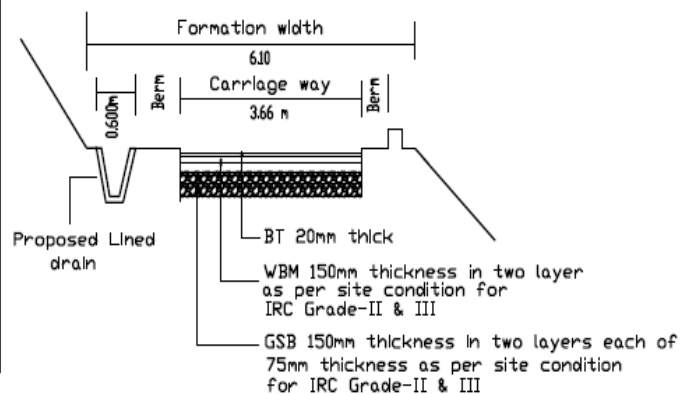 Formation width
6.10
Carriage way
3.66 m
Berm
Berm
0.600m
Proposed Lined
drain
BT 20mm thick
WBM 150mm thickness in two layer
as per site condition for
IRC Grade-II & III
GSB 150mm thickness in two layers each of
75mm thickness as per site condition
for IRC Grade-II & III